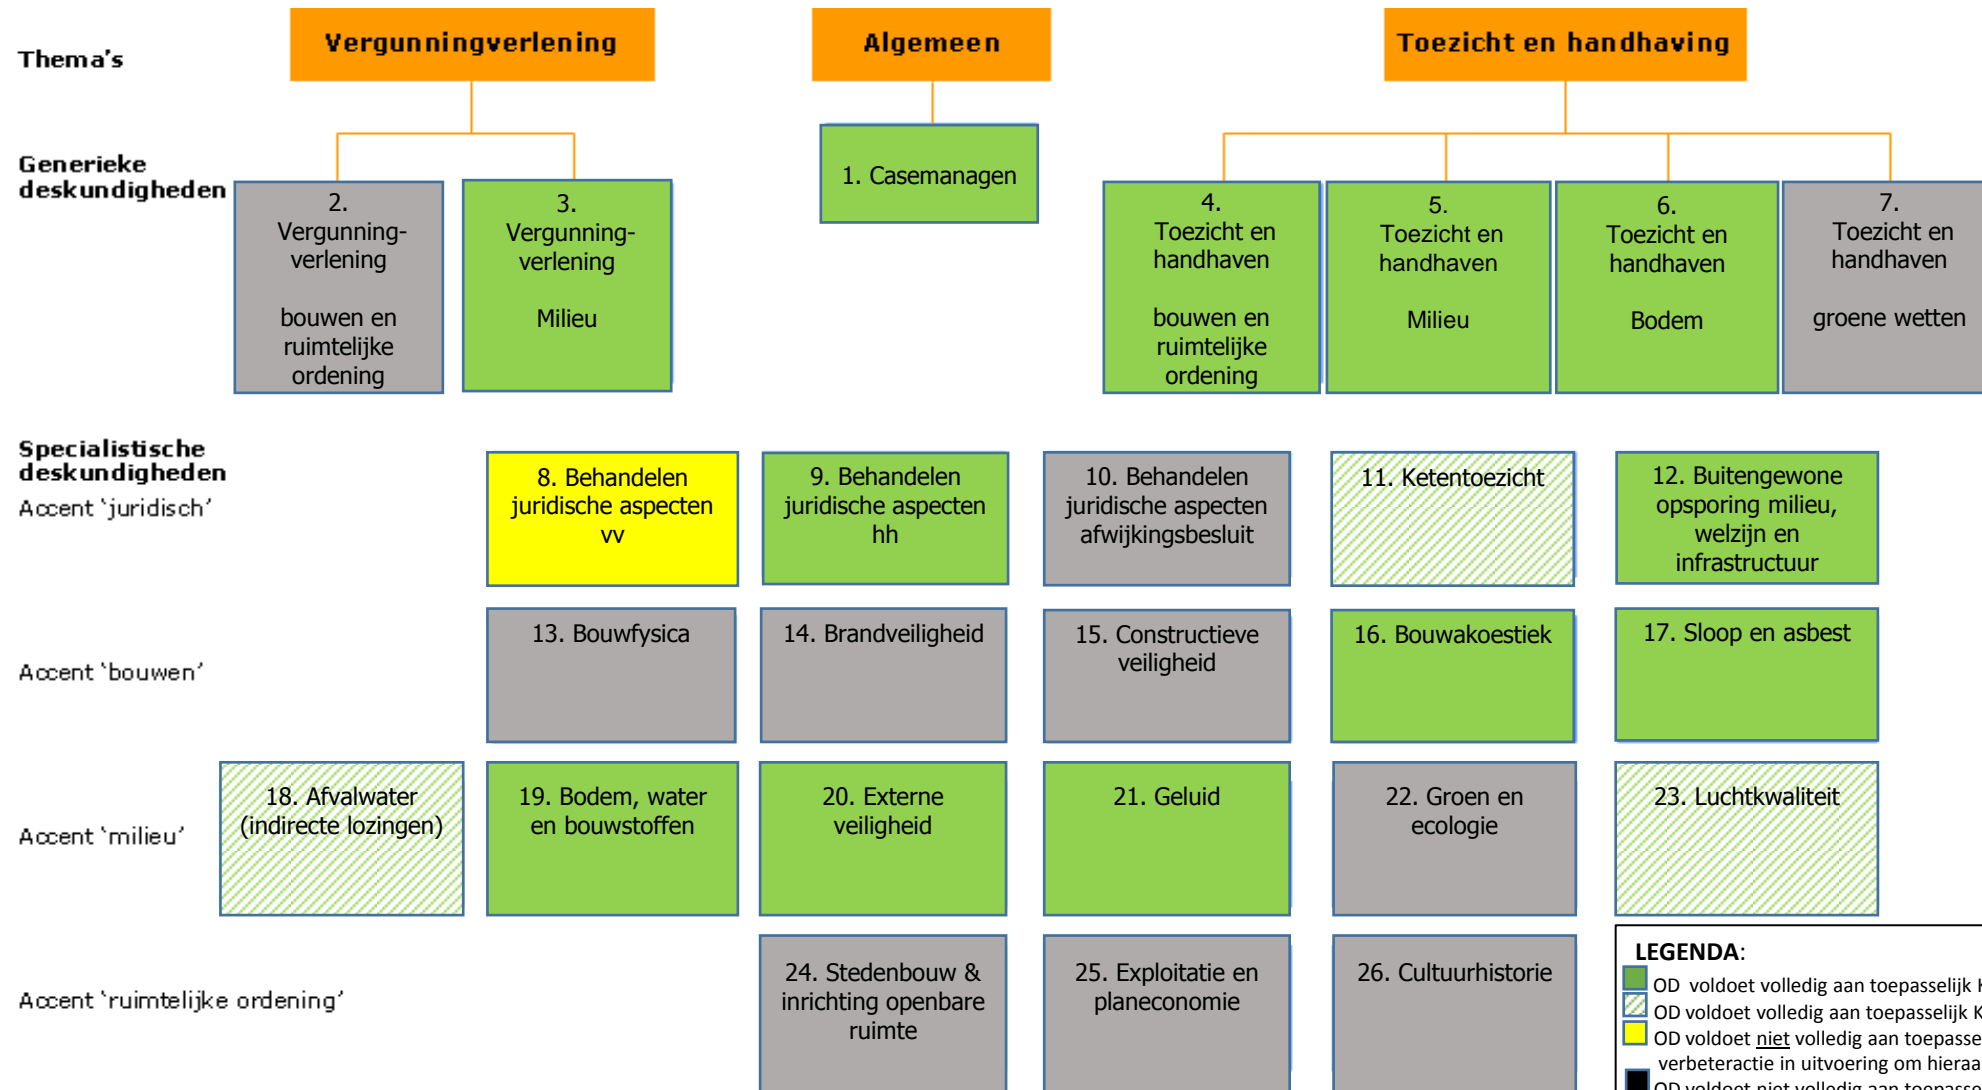 Thema's
Vergunningverlening
Algemeen
Toezicht en handhaving
Generieke
deskundigheden
1. Casemanagen
2.
Vergunning-
verlening
bouwen en
ruimtelijke
ordening
3.
Vergunning-
verlening
Milieu
4.
Toezicht en
handhaven
bouwen en
ruimtelijke
ordening
5.
Toezicht en
handhaven
Milieu
6.
Toezicht en
handhaven
Bodem
7.
Toezicht en
handhaven
groene wetten
Specialistische
deskundigheden
Accent 'juridisch'
8. Behandelen
juridische aspecten
vv
9. Behandelen
juridische aspecten
hh
10. Behandelen
juridische aspecten
afwijkingsbesluit
11. Ketentoezicht
12. Buitengewone
opsporing milieu,
welzijn en
infrastructuur
Accent 'bouwen'
13. Bouwfysica
14. Brandveiligheid
15. Constructieve
veiligheid
16. Bouwakoestiek
17. Sloop en asbest
Accent 'milieu'
18. Afvalwater
(indirecte lozingen)
19. Bodem, water
en bouwstoffen
20. Externe
veiligheid
21. Geluid
22. Groen en
ecologie
23. Luchtkwaliteit
Accent 'ruimtelijke ordening'
24. Stedenbouw &
inrichting openbare
ruimte
25. Exploitatie en
planeconomie
26. Cultuurhistorie
LEGENDA:
OD voldoet volledig aan toepasselijk K
OD voldoet volledig aan toepasselijk K
OD voldoet niet volledig aan toepasse
verbeteractie in uitvoering om hieraa
OD voldoet niet volledig aan toepasse